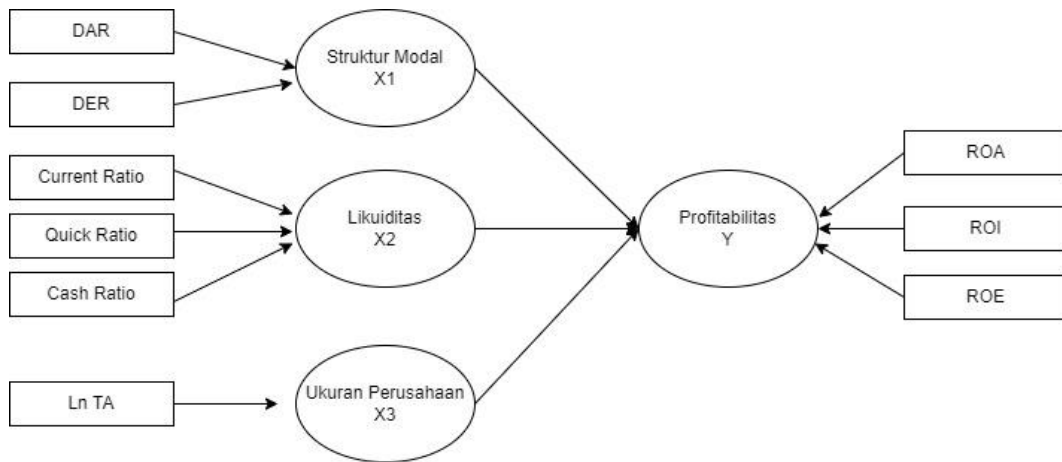 DAR
DER
Struktur Modal
X1
Current Ratio
Quick Ratio
Cash Ratio
Likuiditas
X2
Ln TA
Ukuran Perusahaan
X3
Profitabilitas
Y
ROA
ROI
ROE